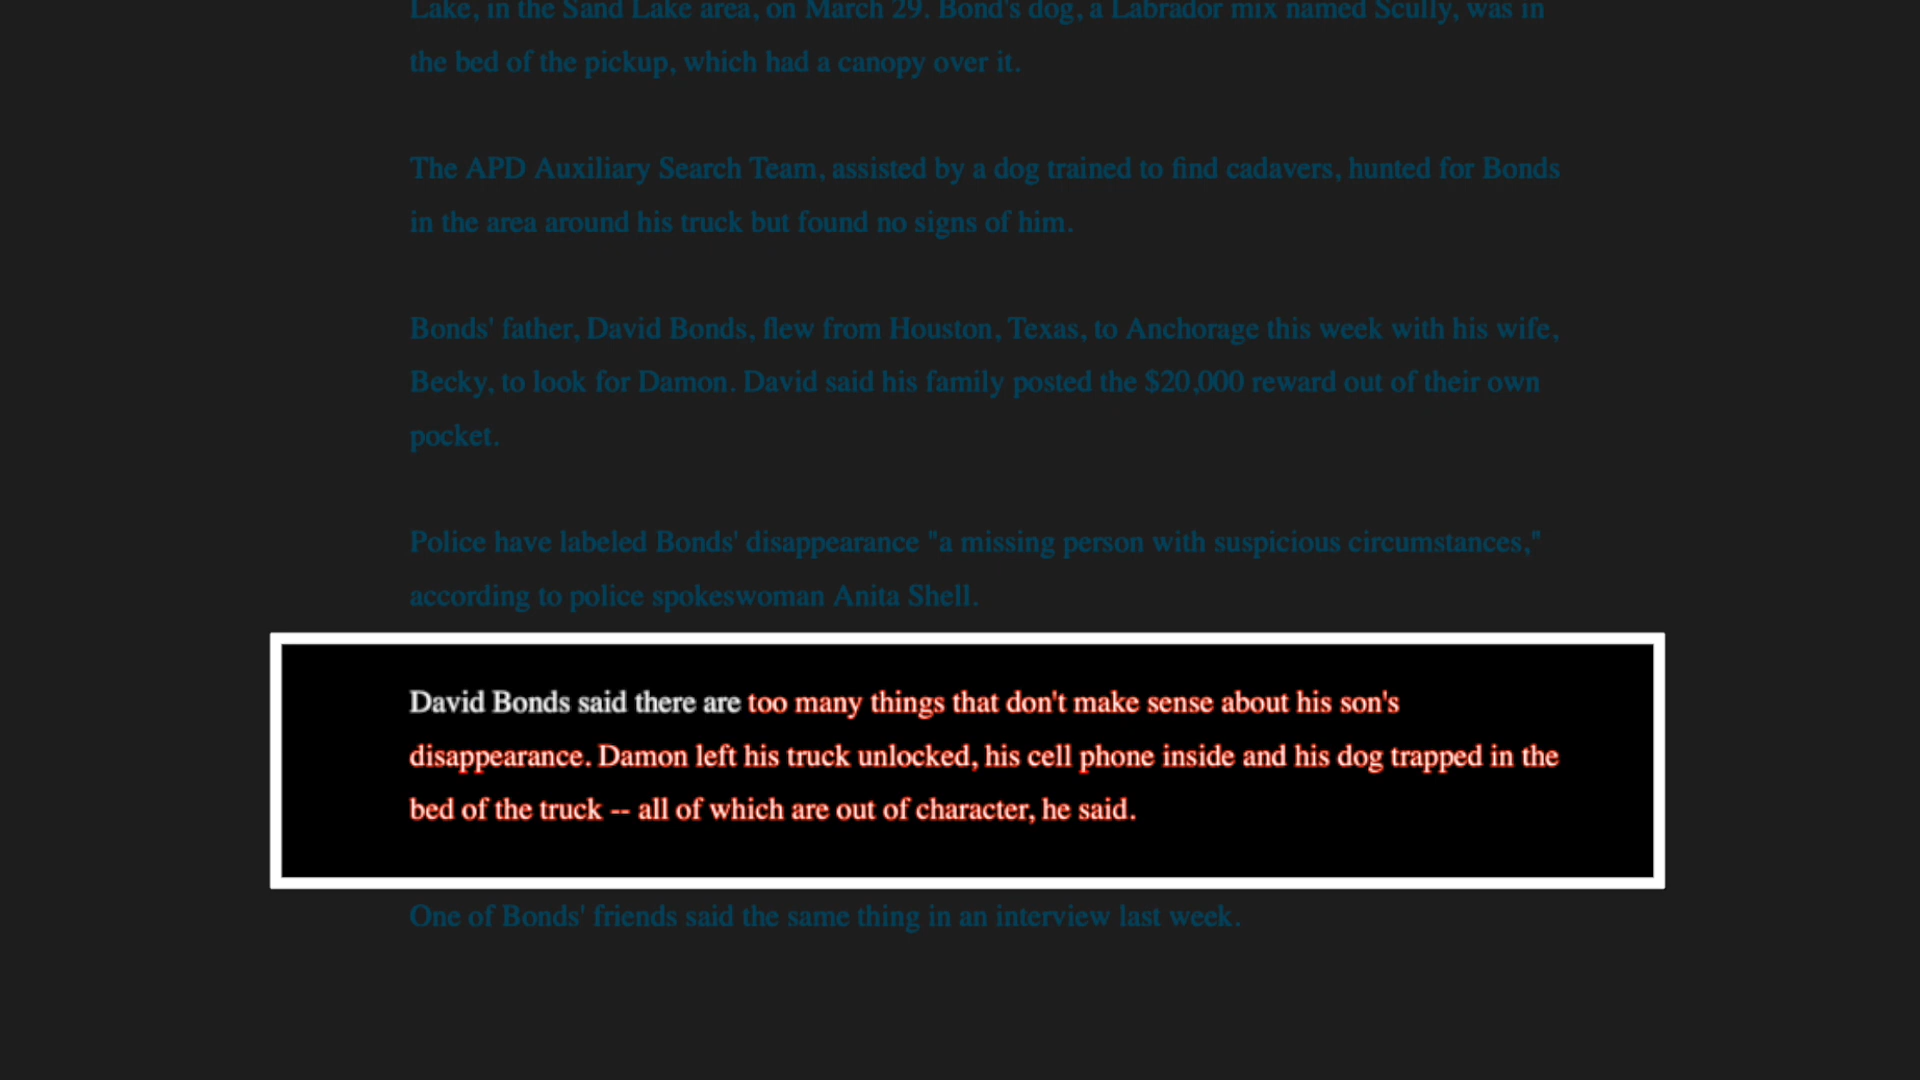 Lake, in the Sand Lake area, on March 29. Bond's dog, a Labrador mix named Scully, was in
the bed of the pickup, which had a canopy over it.
The APD Auxiliary Search Team, assisted by a dog trained to find cadavers, hunted for Bonds
in the area around his truck but found no signs of him.
Bonds' father, David Bonds, flew from Houston, Texas, to Anchorage this week with his wife,
Becky, to look for Damon. David said his family posted the $20,000 reward out of their own
pocket.
Police have labeled Bonds' disappearance "a missing person with suspicious circumstances,"
according to police spokeswoman Anita Shell.
David Bonds said there are too many things that don't make sense about his son's
disappearance. Damon left his truck unlocked, his cell phone inside and his dog trapped in the
bed of the truck -- all of which are out of character, he said.
One of Bonds' friends said the same thing in an interview last week.